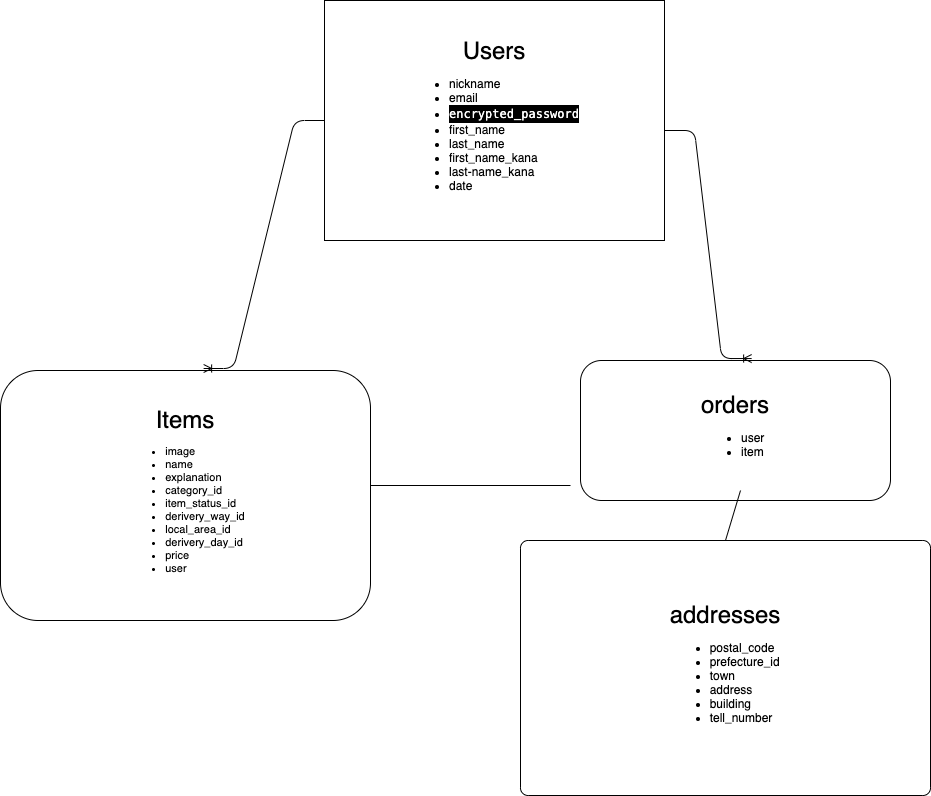 Users
nickname
email
encrypted_password
first_name
last_name
first_name_kana
last-name_kana
date
Items
image
name
explanation
category_id
item_status_id
derivery_way_id
local_area_id
derivery_day_id
price
user
orders
user
item
addresses
postal_code
prefecture_id
town
address
building
tell_number